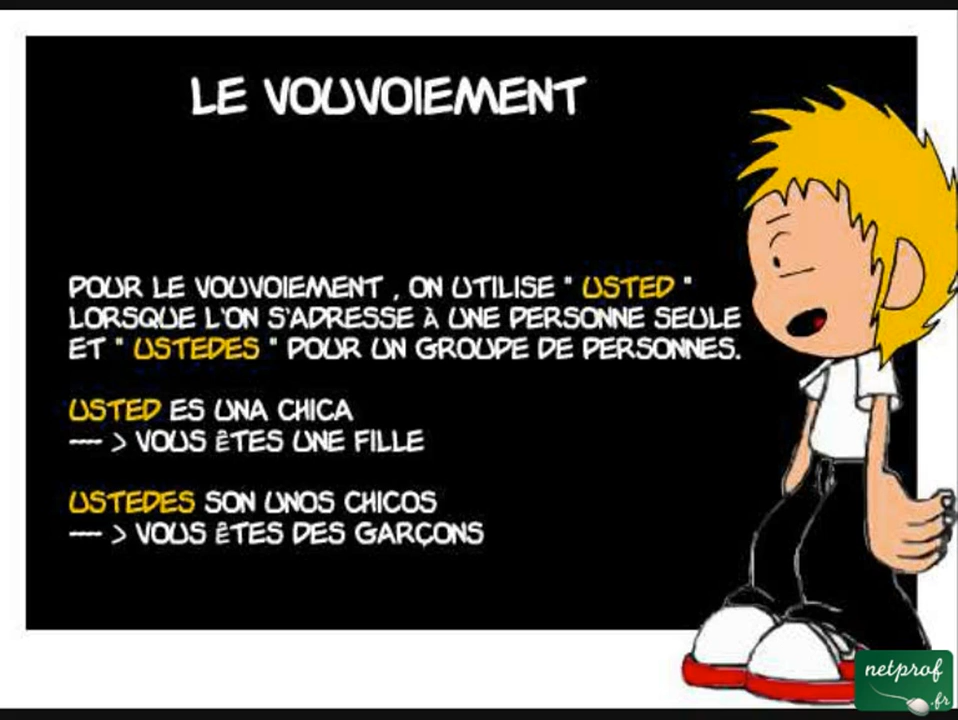 LE VOUVOIEMENT
POUR LE VOUVOIEMENT , ON UTILISE " USTED "
LORSQUE L'ON S'ADRESSE À UNE PERSONNE SEULE
ET " USTEDES " POUR UN GROUPE DE PERSONNES.
USTED ES UNA CHICA
---- > VOUS ÊTES UNE FILLE
USTEDES SON UNOS CHICOS
---- > VOUS ÊTES DES GARÇONS
netprof
.fr